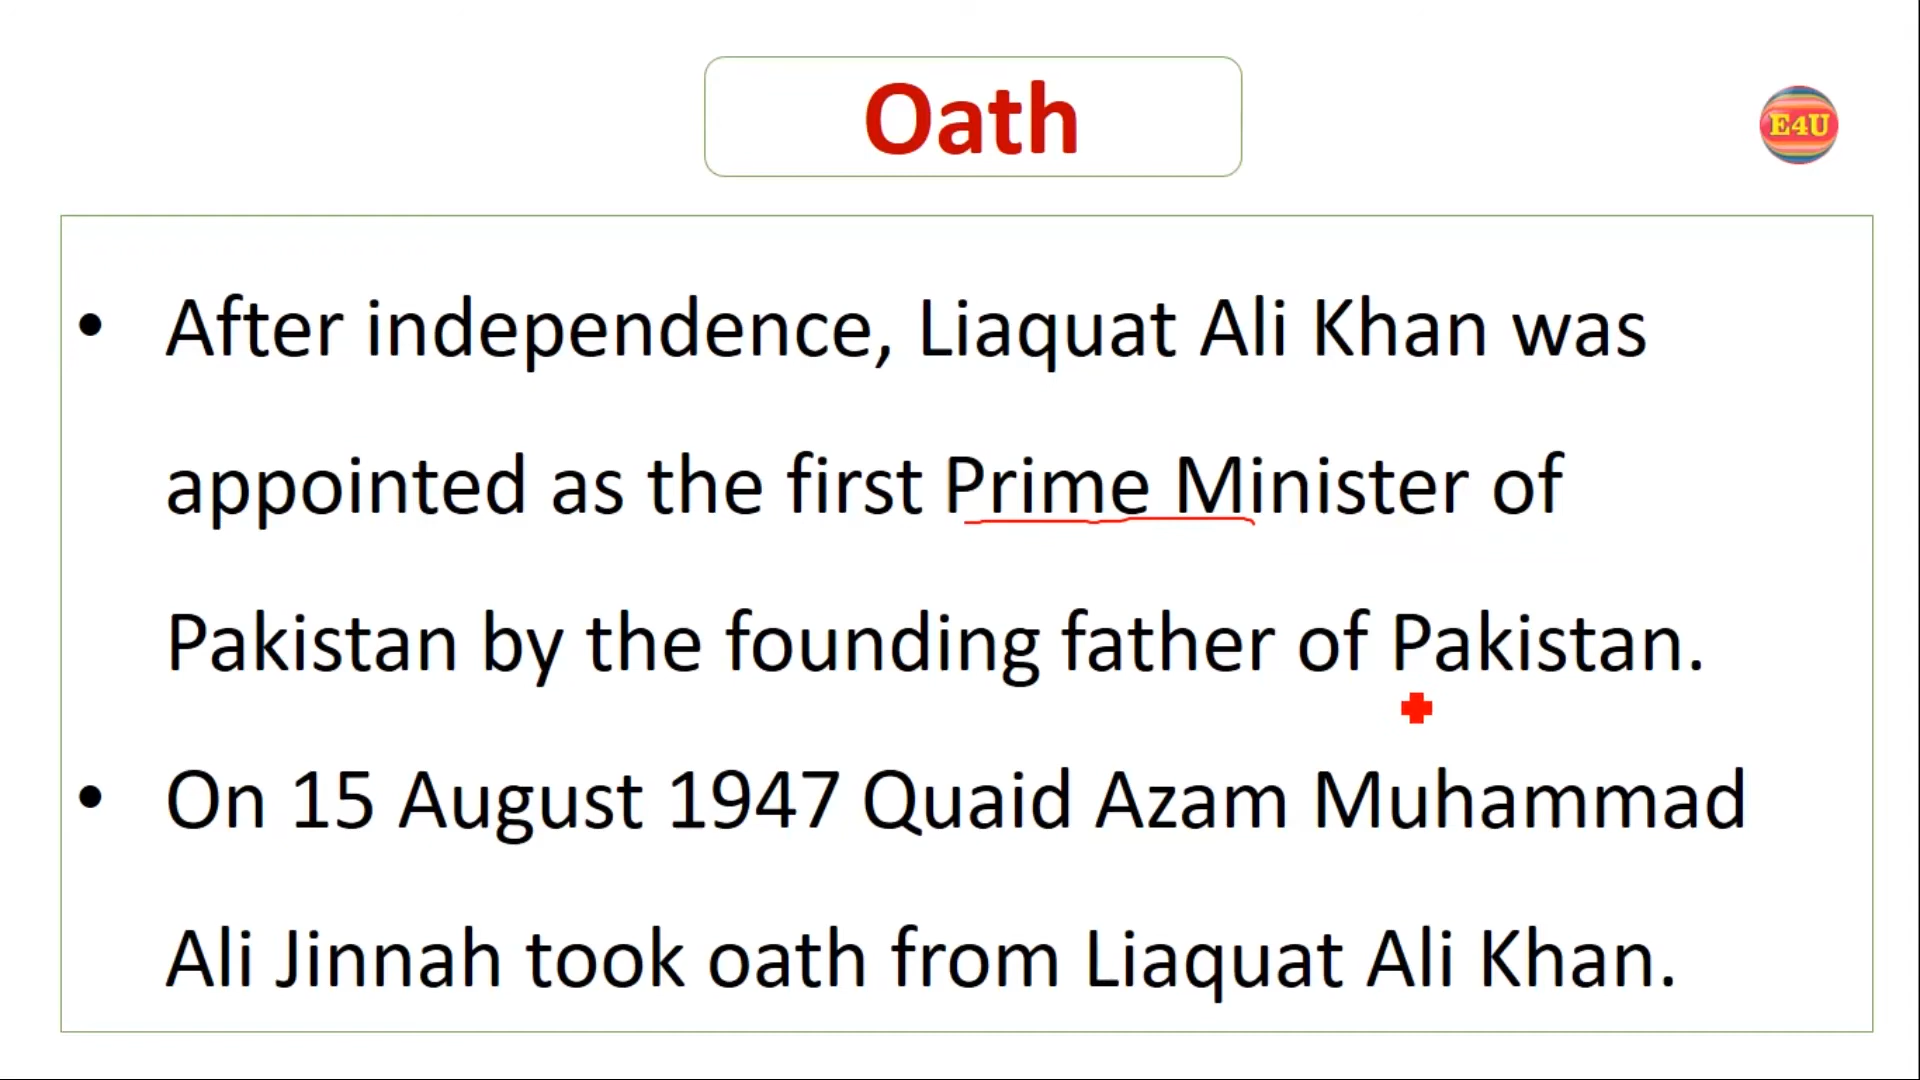 Oath
E4U
• After independence, Liaquat Ali Khan was
appointed as the first Prime Minister of
Pakistan by the founding father of Pakistan.
• On 15 August 1947 Quaid Azam Muhammad
Ali Jinnah took oath from Liaquat Ali Khan.